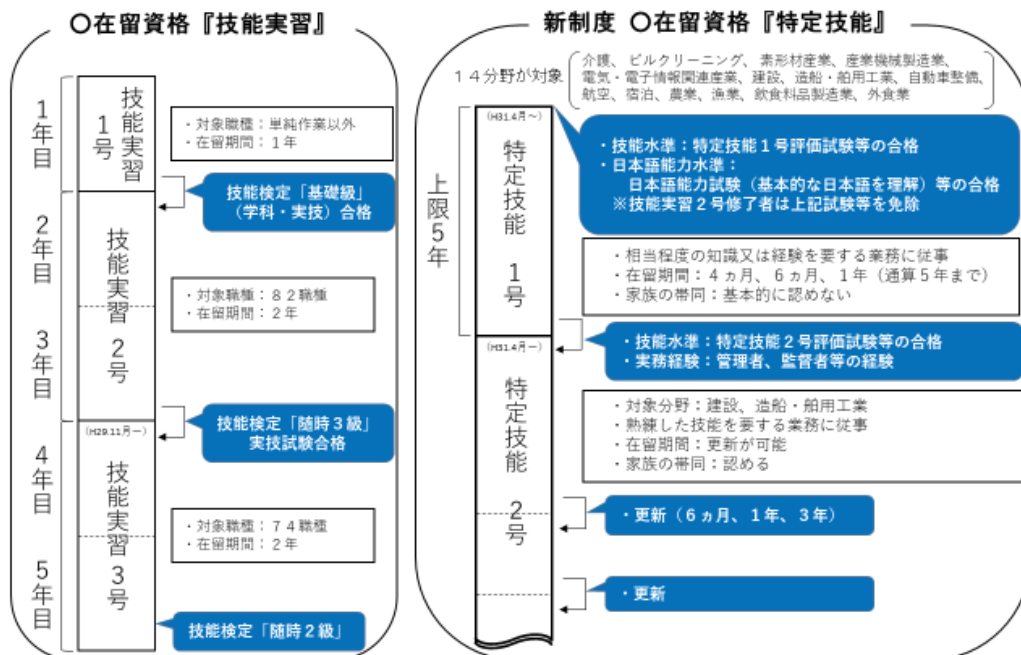 〇在留資格『技能実習』
1年目
2年目
3年目
4年目
5年目
技能実習1号
・対象職種：単純作業以外
・在留期間：1年
技能検定「基礎級」
（学科・実技）合格
技能実習2号
・対象職種：８２職種
・在留期間：２年
技能検定「随時３級」
実技試験合格
(H29.11月ー)
技能実習3号
・対象職種：７４職種
・在留期間：２年
技能検定「随時２級」
新制度 〇在留資格『特定技能』
１４分野が対象
介護、ビルクリーニング、素形材産業、産業機械製造業、
電気・電子情報関連産業、建設、造船・舶用工業、自動車整備、
航空、宿泊、農業、漁業、飲食料品製造業、外食業
上限5年
(H31.4月～)
特定技能1号
・技能水準：特定技能１号評価試験等の合格
・日本語能力水準：
日本語能力試験（基本的な日本語を理解）等の合格
※技能実習２号修了者は上記試験等を免除
・相当程度の知識又は経験を要する業務に従事
・在留期間：４ヵ月、６ヵ月、１年（通算５年まで）
・家族の帯同：基本的に認めない
・技能水準：特定技能２号評価試験等の合格
・実務経験：管理者、監督者等の経験
(H31.4月ー)
特定技能2号
・対象分野：建設、造船・舶用工業
・熟練した技能を要する業務に従事
・在留期間：更新が可能
・家族の帯同：認める
・更新（６ヵ月、１年、３年）
・更新